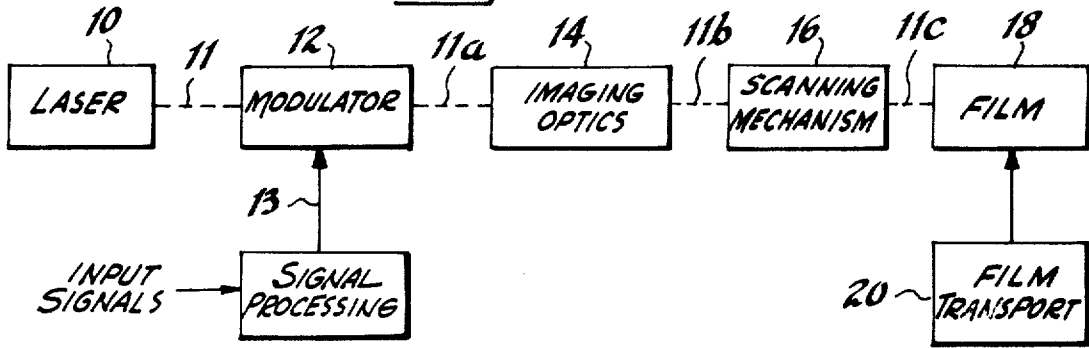 10 11 12 11a 14 11b 16 11c 18
LASER MODULATOR IMAGING OPTICS SCANNING MECHANISM FILM
13
INPUT SIGNALS SIGNAL PROCESSING
20 FILM TRANSPORT